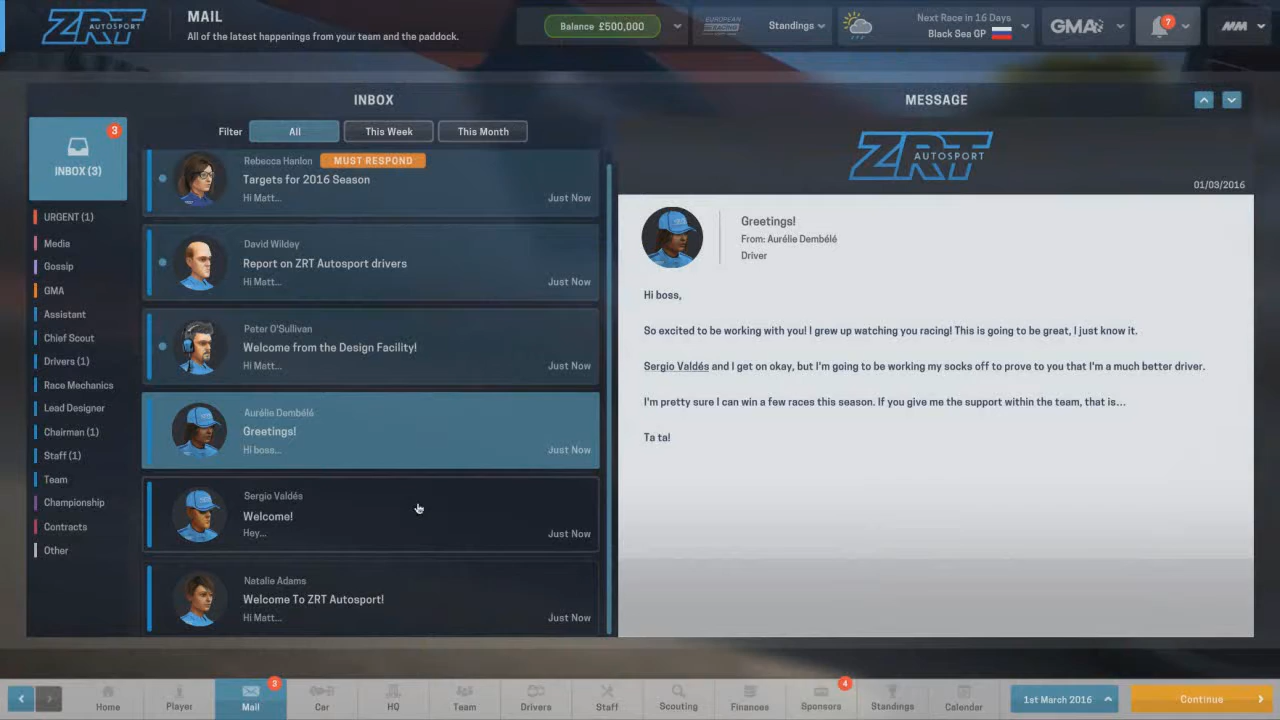 ZRT AUTOSPORT
MAIL
All of the latest happenings from your team and the paddock.
Balance £500,000
EUROPEAN
Standings
Next Race in 16 Days
Black Sea GP
GMA
7
INBOX
MESSAGE
3
INBOX (3)
Filter
All
This Week
This Month
URGENT (1)
Media
Gossip
GMA
Assistant
Chief Scout
Drivers (1)
Race Mechanics
Lead Designer
Chairman (1)
Staff (1)
Team
Championship
Contracts
Other
Rebecca Hanlon MUST RESPOND
Targets for 2016 Season
Hi Matt... Just Now
David Wildey
Report on ZRT Autosport drivers
Hi Matt... Just Now
Peter O'Sullivan
Welcome from the Design Facility!
Hi Matt... Just Now
Aurélie Dembélé
Greetings!
Hi boss... Just Now
Sergio Valdés
Welcome!
Hey... Just Now
Natalie Adams
Welcome To ZRT Autosport!
Hi Matt... Just Now
ZRT AUTOSPORT
01/03/2016
Greetings!
From: Aurélie Dembélé
Driver
Hi boss,
So excited to be working with you! I grew up watching you racing! This is going to be great, I just know it.
Sergio Valdés and I get on okay, but I'm going to be working my socks off to prove to you that I'm a much better driver.
I'm pretty sure I can win a few races this season. If you give me the support within the team, that is...
Ta ta!
Home
Player
3
Mail
Car
HQ
Team
Drivers
Staff
Scouting
Finances
4
Sponsors
Standings
Calendar
1st March 2016
Continue